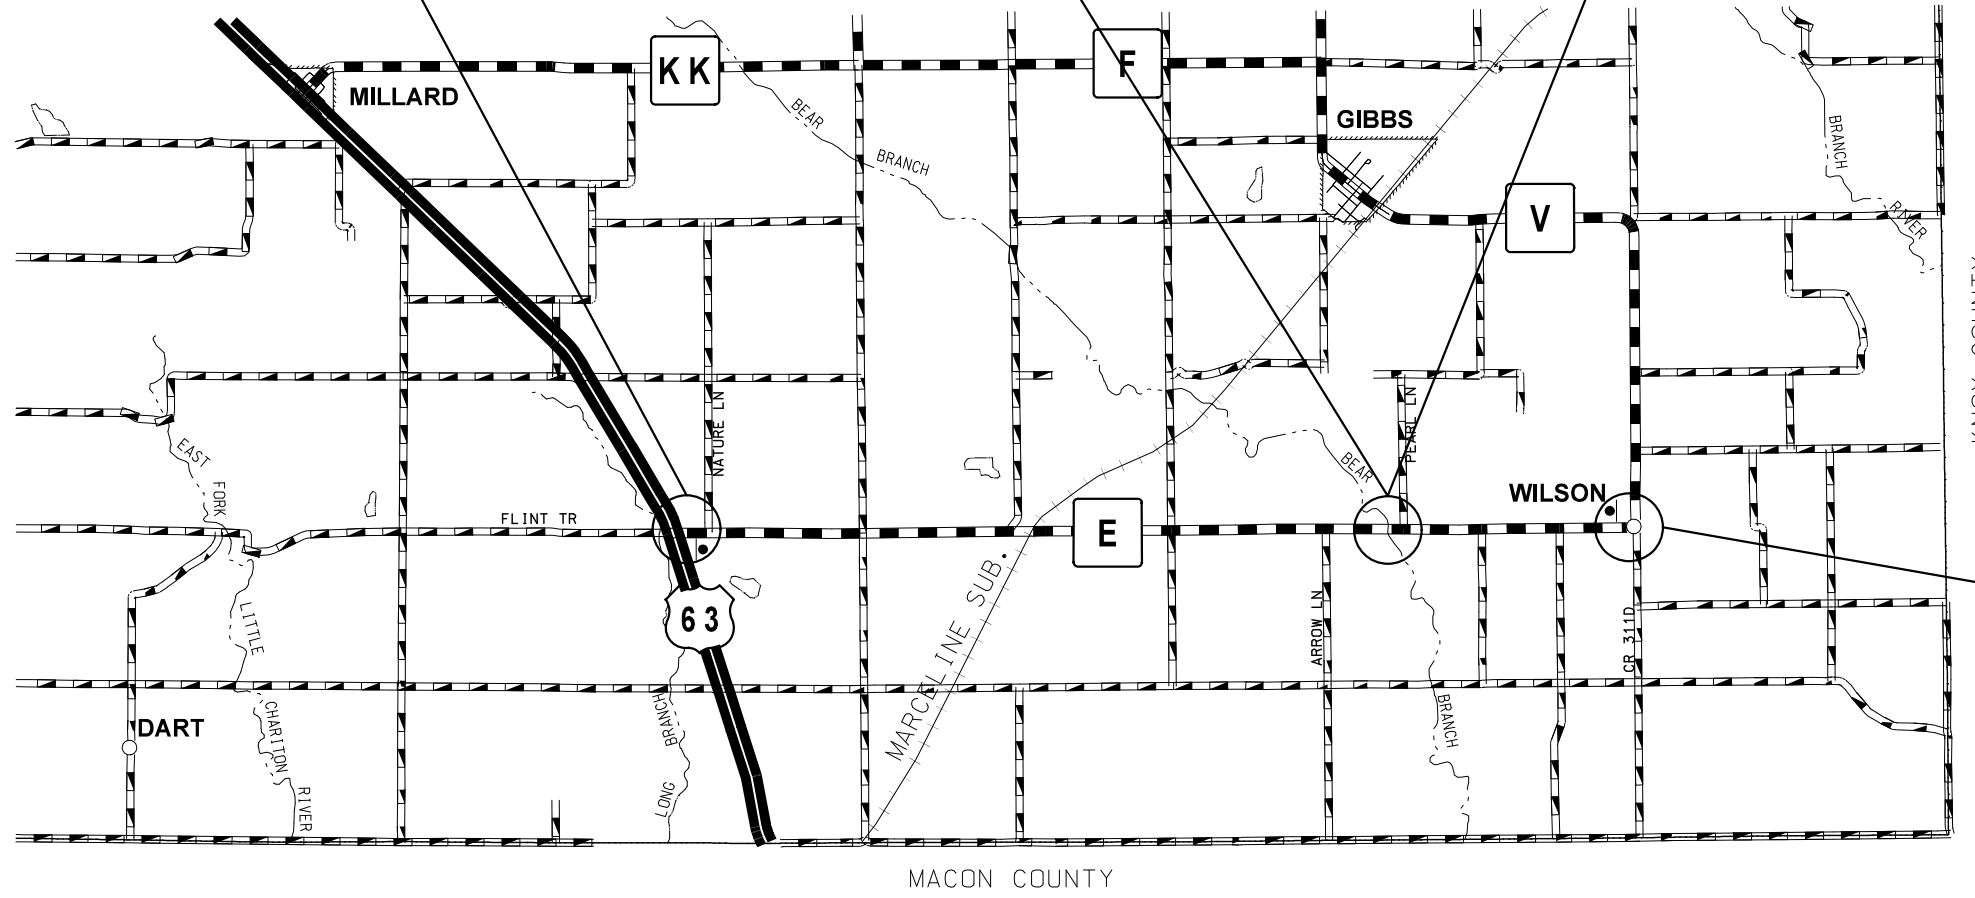 KK
F
MILLARD
BEAR
GIBBS
BRANCH
BRANCH
V
RIVER
KNOX COUNTY
NATURE LN
PEARL LN
EAST
BEAR
FORK
WILSON
FLINT TR
E
MARCELINE SUB.
63
LITTLE
ARROW LN
CR 311D
DART
CHARITON
BRANCH
BRANCH
LONG
RIVER
MACON COUNTY